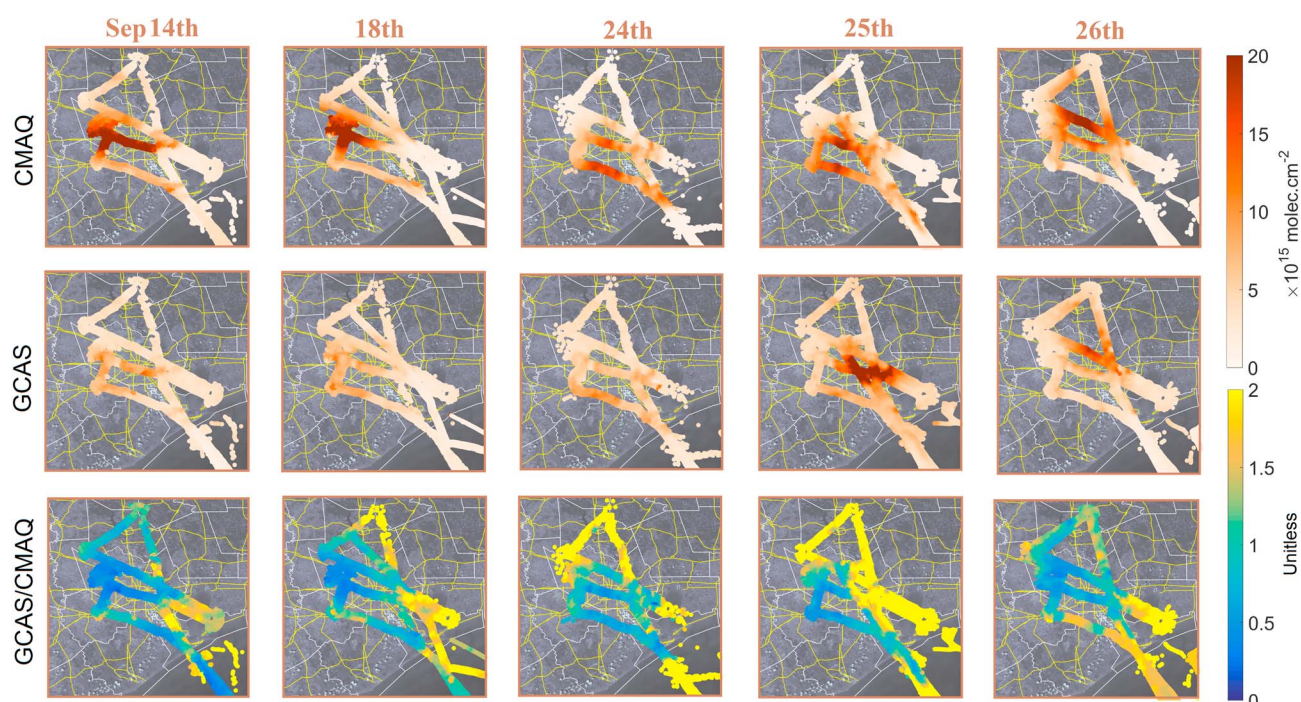 Sep 14th 18th 24th 25th 26th
CMAQ
GCAS
GCAS/CMAQ
20
15
10
5
0
×10¹⁵ molec.cm⁻²
2
1.5
1
0.5
0
Unitless